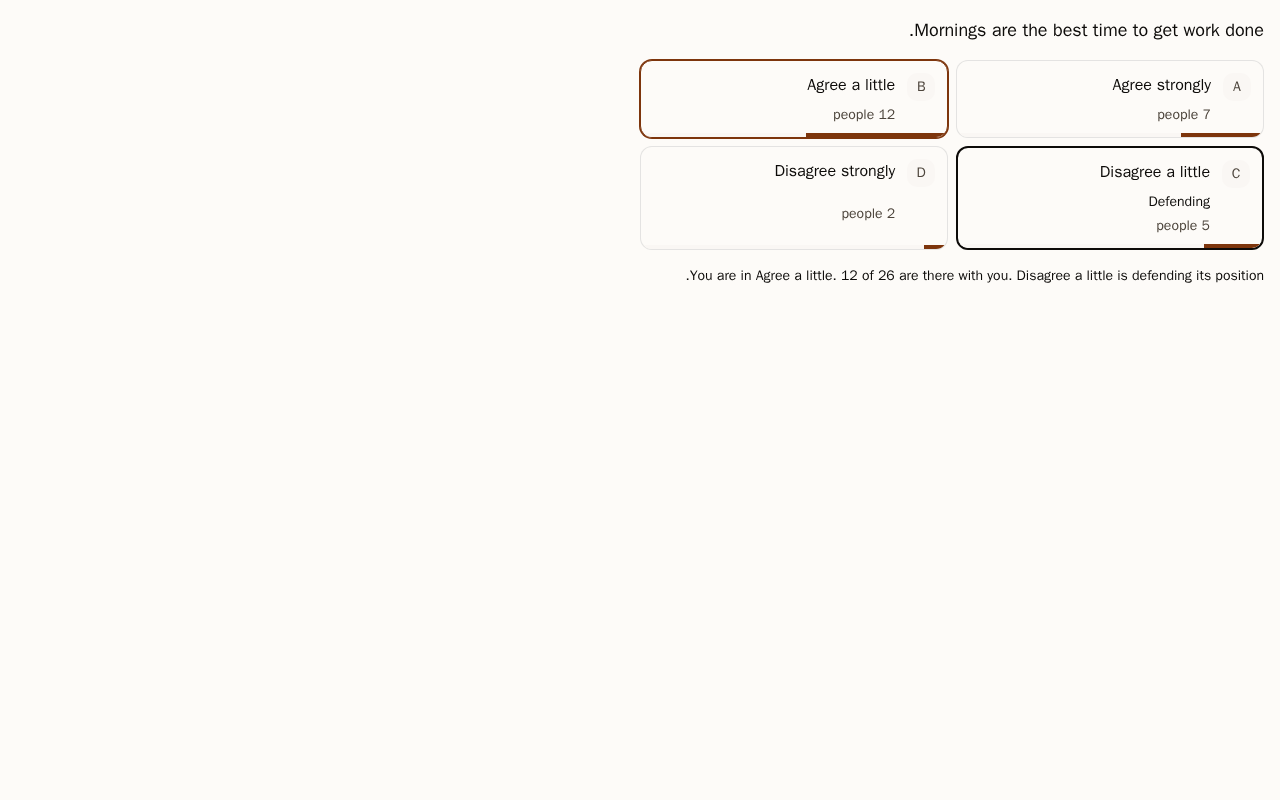 Mornings are the best time to get work done.
A
Agree strongly
7 people
B
Agree a little
12 people
C
Disagree a little
Defending
5 people
D
Disagree strongly
2 people
You are in Agree a little. 12 of 26 are there with you. Disagree a little is defending its position.